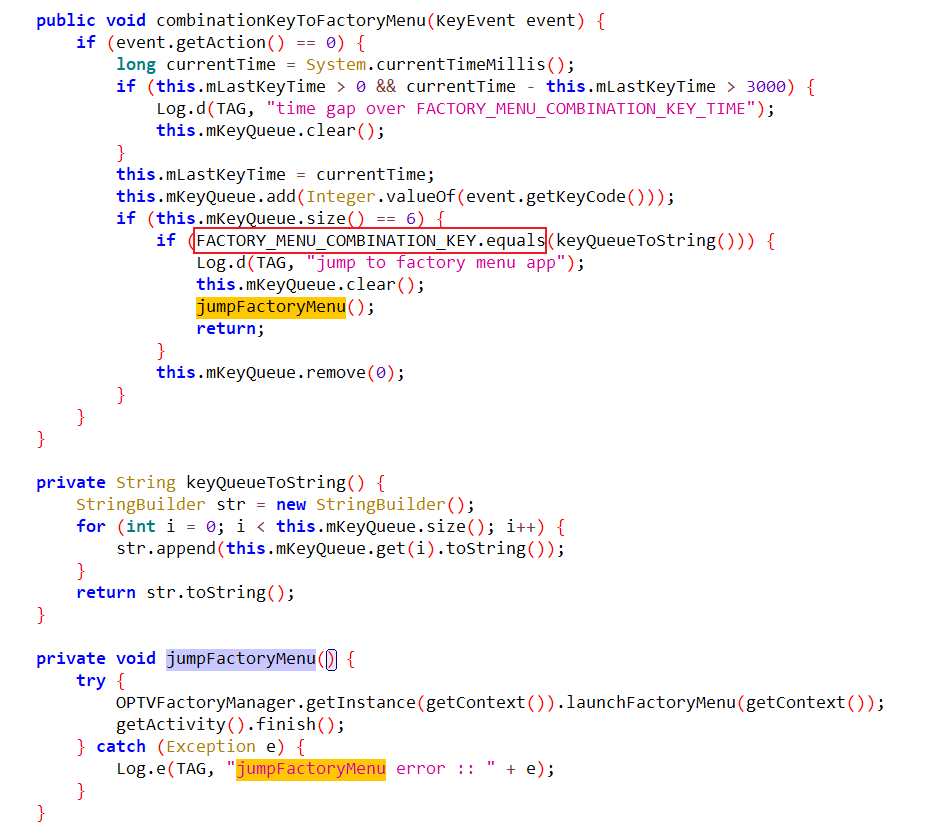 public void combinationKeyToFactoryMenu(KeyEvent event) {
    if (event.getAction() == 0) {
        long currentTime = System.currentTimeMillis();
        if (this.mLastKeyTime > 0 && currentTime - this.mLastKeyTime > 3000) {
            Log.d(TAG, "time gap over FACTORY_MENU_COMBINATION_KEY_TIME");
            this.mKeyQueue.clear();
        }
        this.mLastKeyTime = currentTime;
        this.mKeyQueue.add(Integer.valueOf(event.getKeyCode()));
        if (this.mKeyQueue.size() == 6) {
            if (FACTORY_MENU_COMBINATION_KEY.equals(keyQueueToString())) {
                Log.d(TAG, "jump to factory menu app");
                this.mKeyQueue.clear();
                jumpFactoryMenu();
                return;
            }
            this.mKeyQueue.remove(0);
        }
    }
}

private String keyQueueToString() {
    StringBuilder str = new StringBuilder();
    for (int i = 0; i < this.mKeyQueue.size(); i++) {
        str.append(this.mKeyQueue.get(i).toString());
    }
    return str.toString();
}

private void jumpFactoryMenu() {
    try {
        OPTVFactoryManager.getInstance(getContext()).launchFactoryMenu(getContext());
        getActivity().finish();
    } catch (Exception e) {
        Log.e(TAG, "jumpFactoryMenu error :: " + e);
    }
}